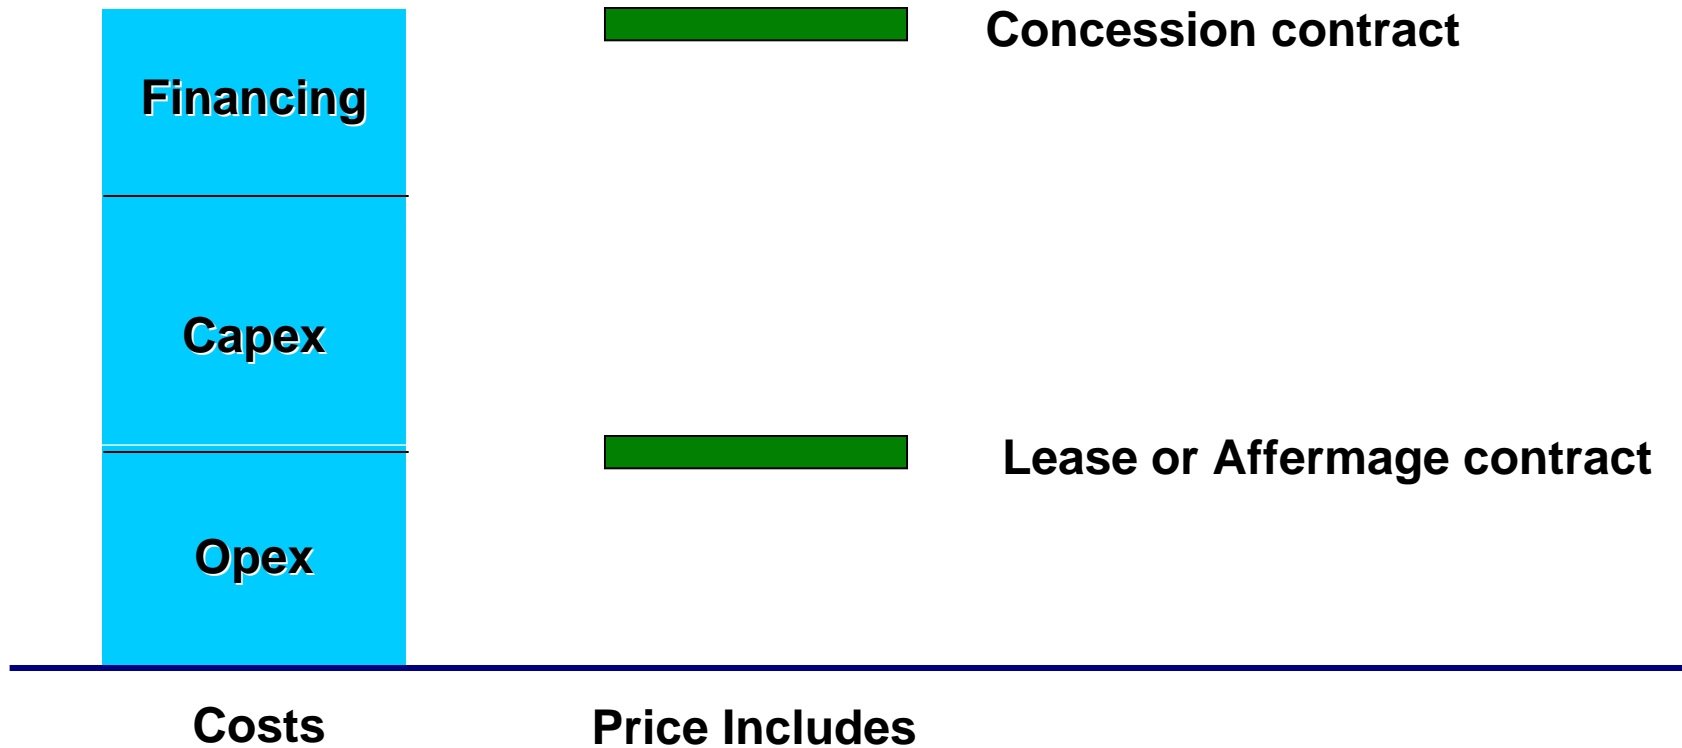 Concession contract
Financing
Capex
Lease or Affermage contract
Opex
Costs
Price Includes